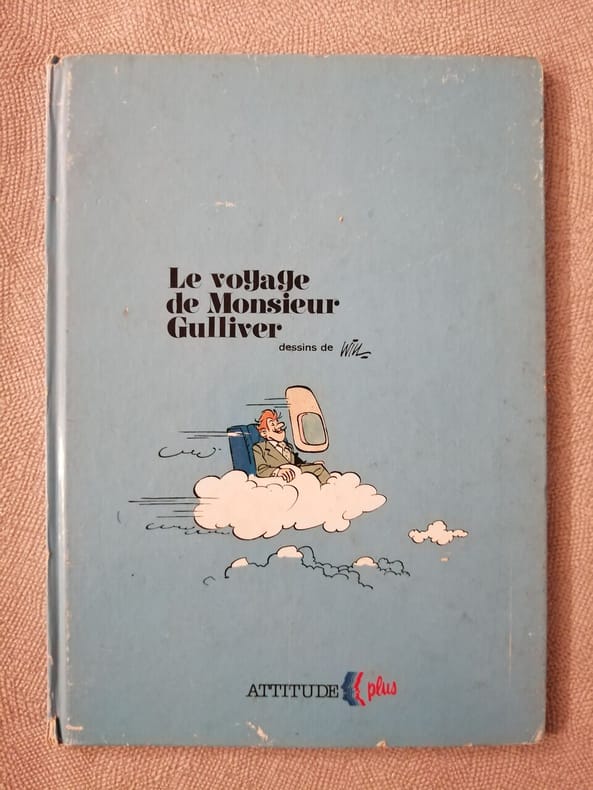 Le voyage
de Monsieur
Gulliver
dessins de Will
ATTITUDE plus